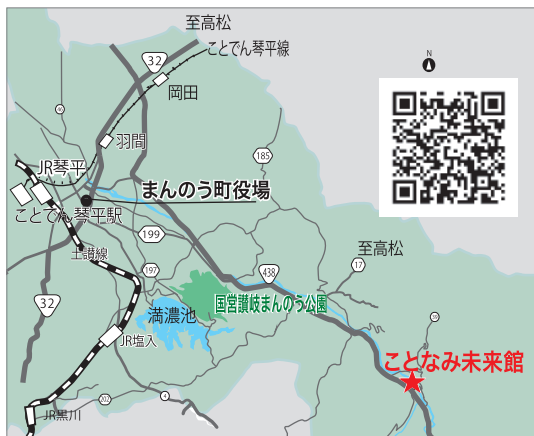 至高松
ことでん琴平線
32
岡田
N
46
羽間
185
JR琴平
まんのう町役場
ことでん琴平駅
199
至高松
土讃線
197
438
17
国営讃岐まんのう公園
32
満濃池
JR塩入
ことなみ未来館
202
4
JR黒川